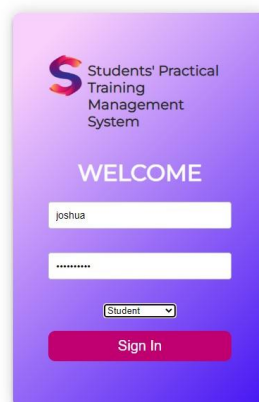 Students' Practical
Training
Management
System
WELCOME
joshua
••••••••••
Student
Sign In